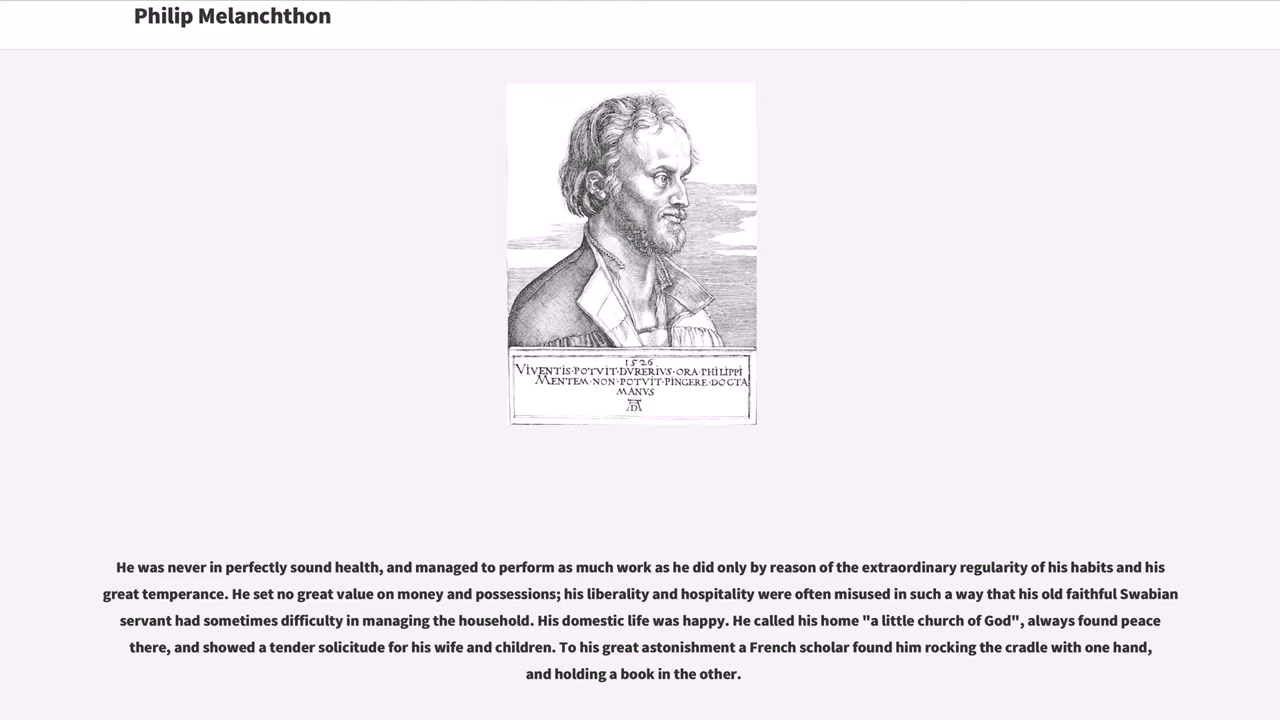 Philip Melanchthon
1526
VIVENTIS·POTVIT·DVRERIVS·ORA·PHILIPPI
MENTEM·NON·POTVIT·PINGERE·DOCTA
MANVS
AD
He was never in perfectly sound health, and managed to perform as much work as he did only by reason of the extraordinary regularity of his habits and his
great temperance. He set no great value on money and possessions; his liberality and hospitality were often misused in such a way that his old faithful Swabian
servant had sometimes difficulty in managing the household. His domestic life was happy. He called his home "a little church of God", always found peace
there, and showed a tender solicitude for his wife and children. To his great astonishment a French scholar found him rocking the cradle with one hand,
and holding a book in the other.